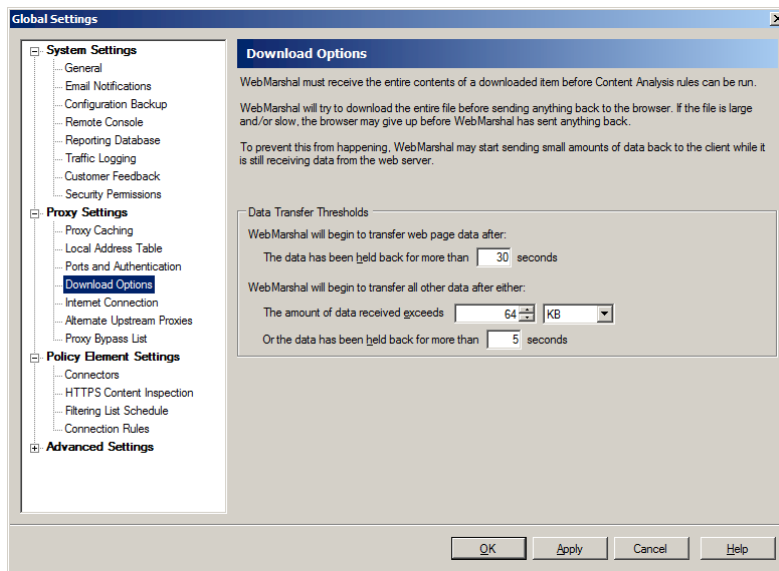 Global Settings
System Settings
General
Email Notifications
Configuration Backup
Remote Console
Reporting Database
Traffic Logging
Customer Feedback
Security Permissions
Proxy Settings
Proxy Caching
Local Address Table
Ports and Authentication
Download Options
Internet Connection
Alternate Upstream Proxies
Proxy Bypass List
Policy Element Settings
Connectors
HTTPS Content Inspection
Filtering List Schedule
Connection Rules
Advanced Settings
Download Options
WebMarshal must receive the entire contents of a downloaded item before Content Analysis rules can be run.
WebMarshal will try to download the entire file before sending anything back to the browser. If the file is large
and/or slow, the browser may give up before WebMarshal has sent anything back.
To prevent this from happening, WebMarshal may start sending small amounts of data back to the client while it
is still receiving data from the web server.
Data Transfer Thresholds
WebMarshal will begin to transfer web page data after:
The data has been held back for more than 30 seconds
WebMarshal will begin to transfer all other data after either:
The amount of data received exceeds 64 KB
Or the data has been held back for more than 5 seconds
OK Apply Cancel Help